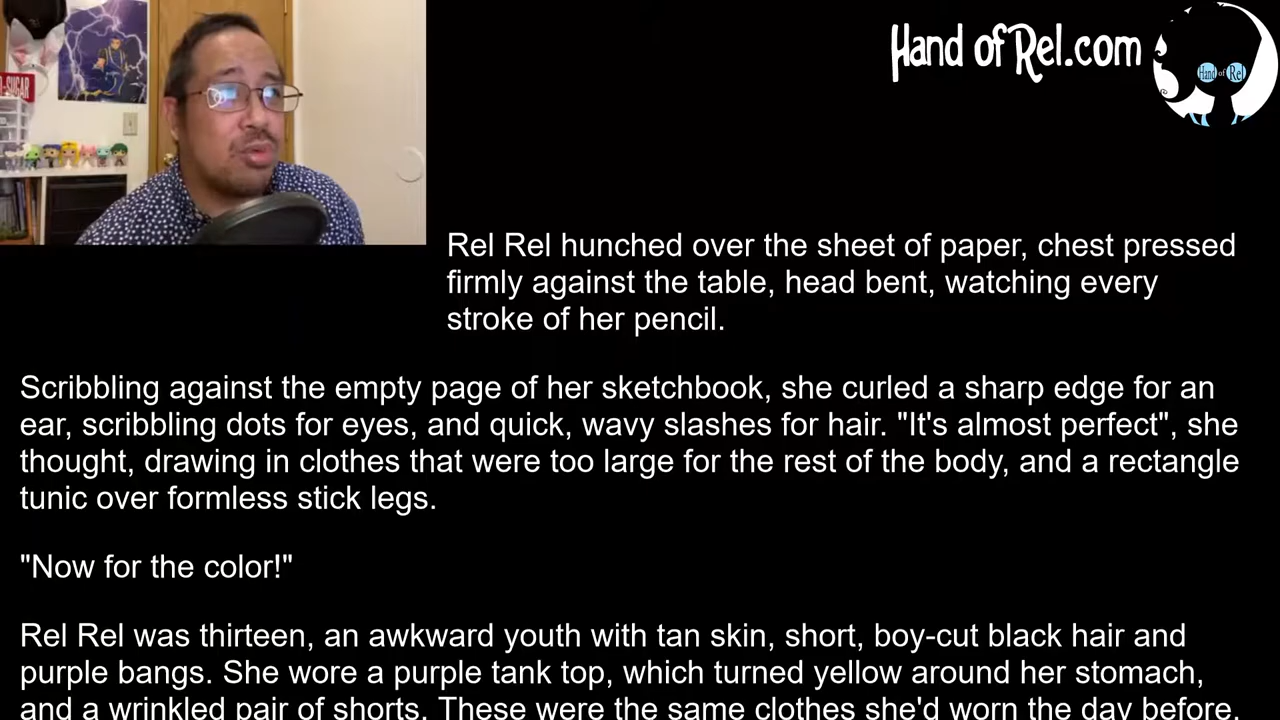 Hand of Rel.com
Hand of Rel
O-SUGAR
Rel Rel hunched over the sheet of paper, chest pressed
firmly against the table, head bent, watching every
stroke of her pencil.
Scribbling against the empty page of her sketchbook, she curled a sharp edge for an
ear, scribbling dots for eyes, and quick, wavy slashes for hair. "It's almost perfect", she
thought, drawing in clothes that were too large for the rest of the body, and a rectangle
tunic over formless stick legs.
"Now for the color!"
Rel Rel was thirteen, an awkward youth with tan skin, short, boy-cut black hair and
purple bangs. She wore a purple tank top, which turned yellow around her stomach,
and a wrinkled pair of shorts. These were the same clothes she'd worn the day before,